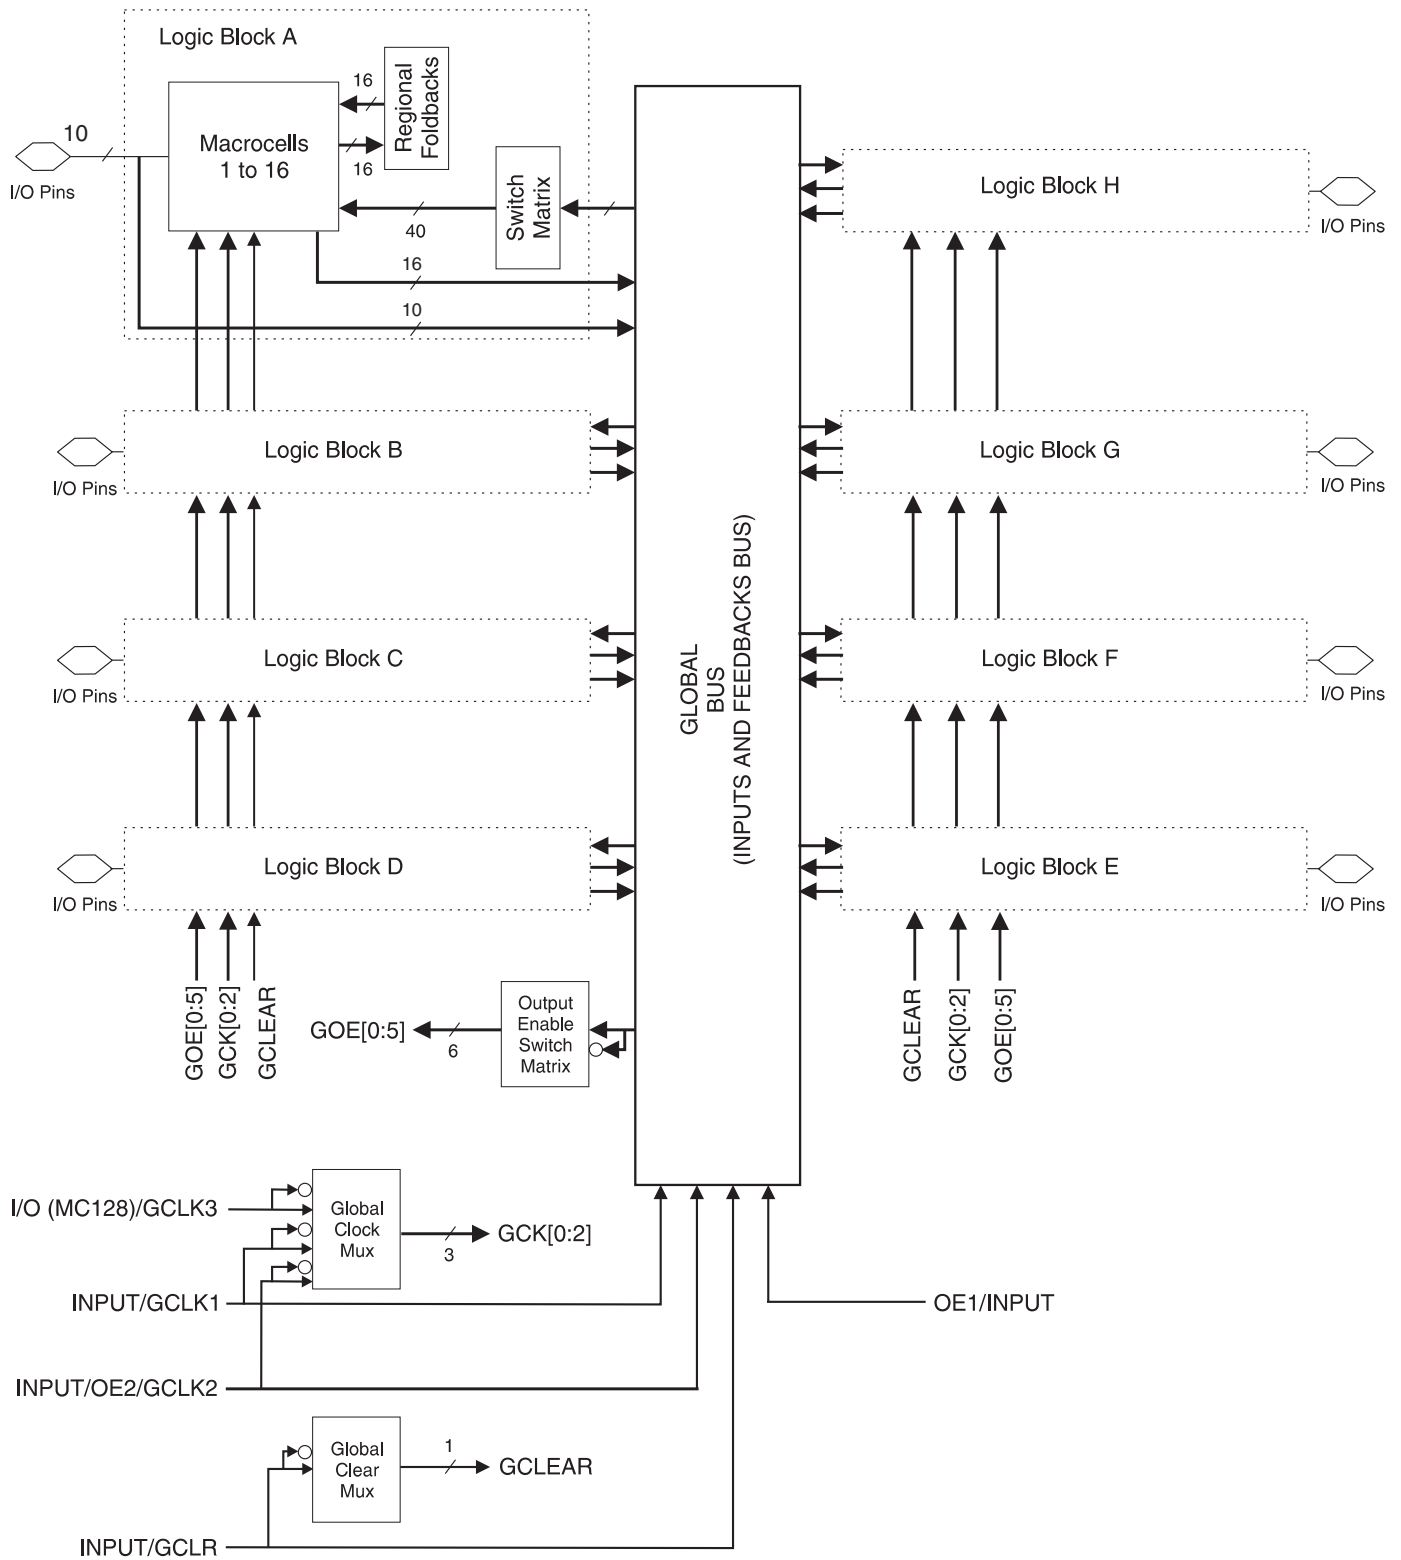 Logic Block A
Regional
Foldbacks
16
16
Macrocells
1 to 16
10
I/O Pins
Switch
Matrix
40
16
10
Logic Block H
I/O Pins
Logic Block B
I/O Pins
Logic Block G
I/O Pins
Logic Block C
I/O Pins
Logic Block F
I/O Pins
GLOBAL
BUS
(INPUTS AND FEEDBACKS BUS)
Logic Block D
I/O Pins
Logic Block E
I/O Pins
GOE[0:5]
GCK[0:2]
GCLEAR
GOE[0:5]
6
Output
Enable
Switch
Matrix
GCLEAR
GCK[0:2]
GOE[0:5]
I/O (MC128)/GCLK3
Global
Clock
Mux
3
GCK[0:2]
INPUT/GCLK1
OE1/INPUT
INPUT/OE2/GCLK2
Global
Clear
Mux
1
GCLEAR
INPUT/GCLR